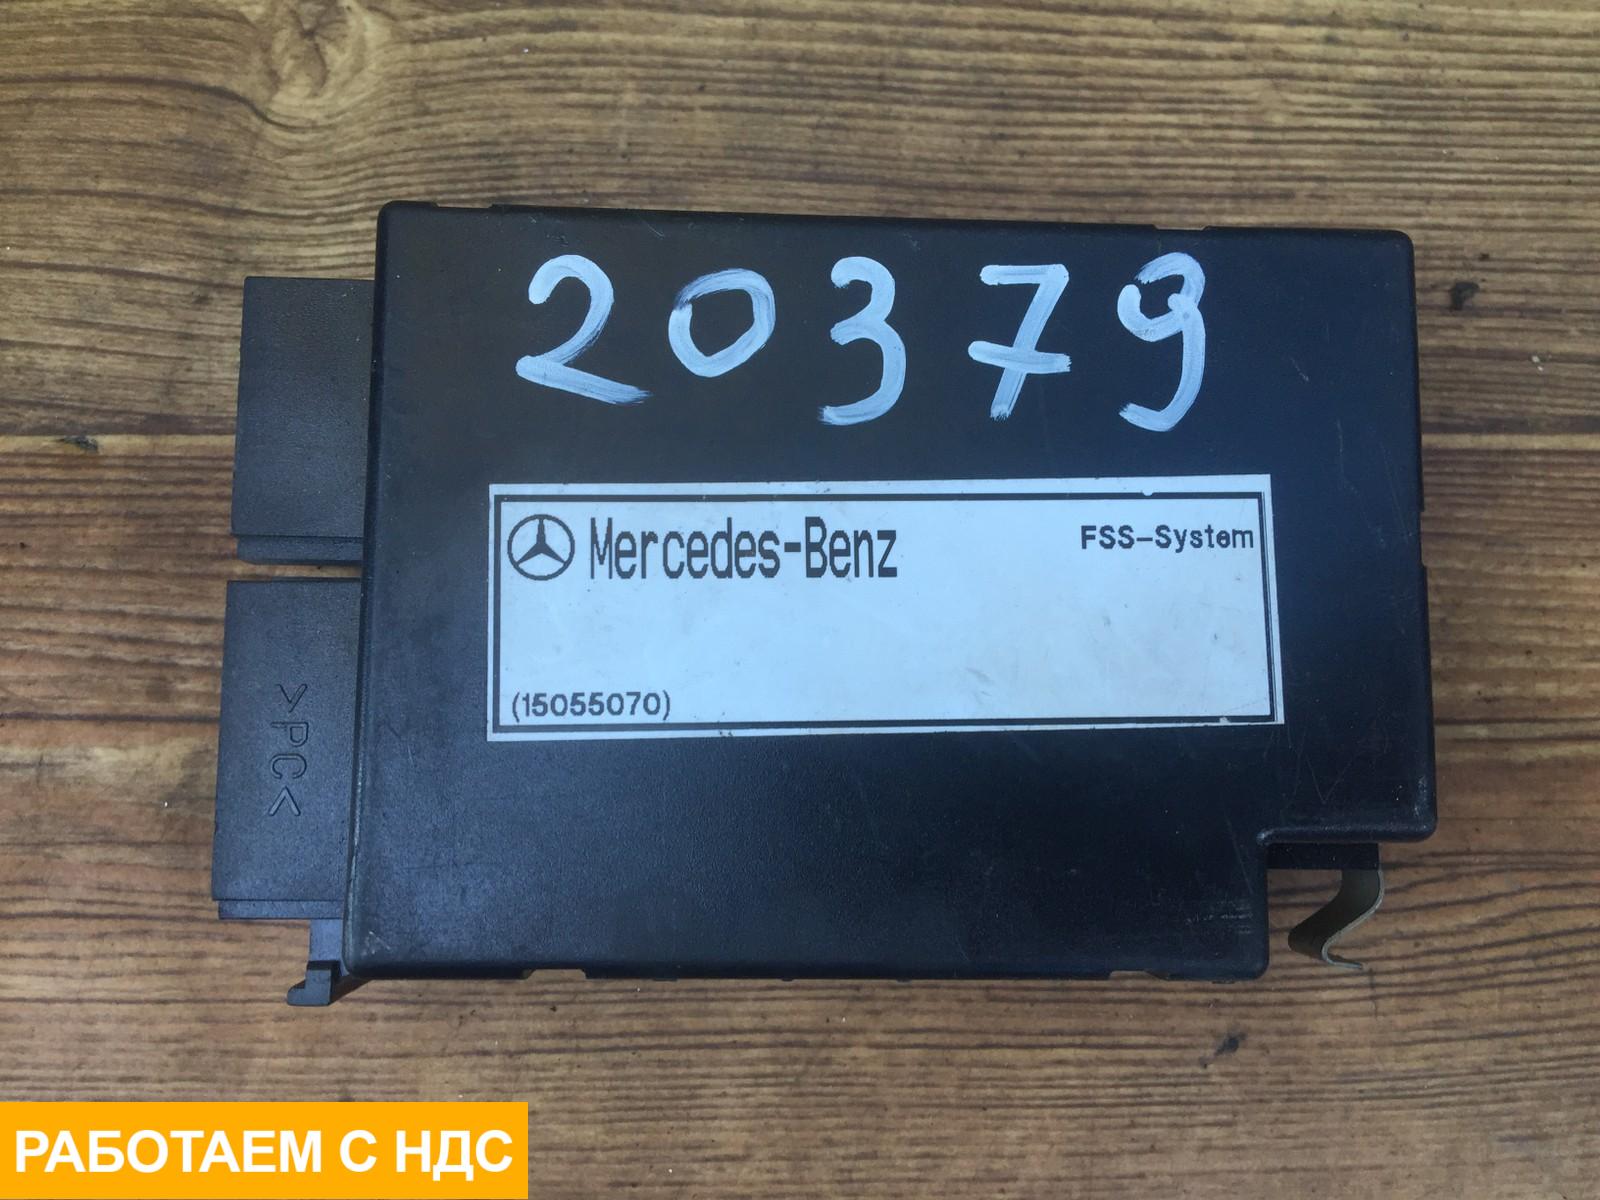 20379
Mercedes-Benz
FSS-System
(15055070)
>PC<
РАБОТАЕМ С НДС